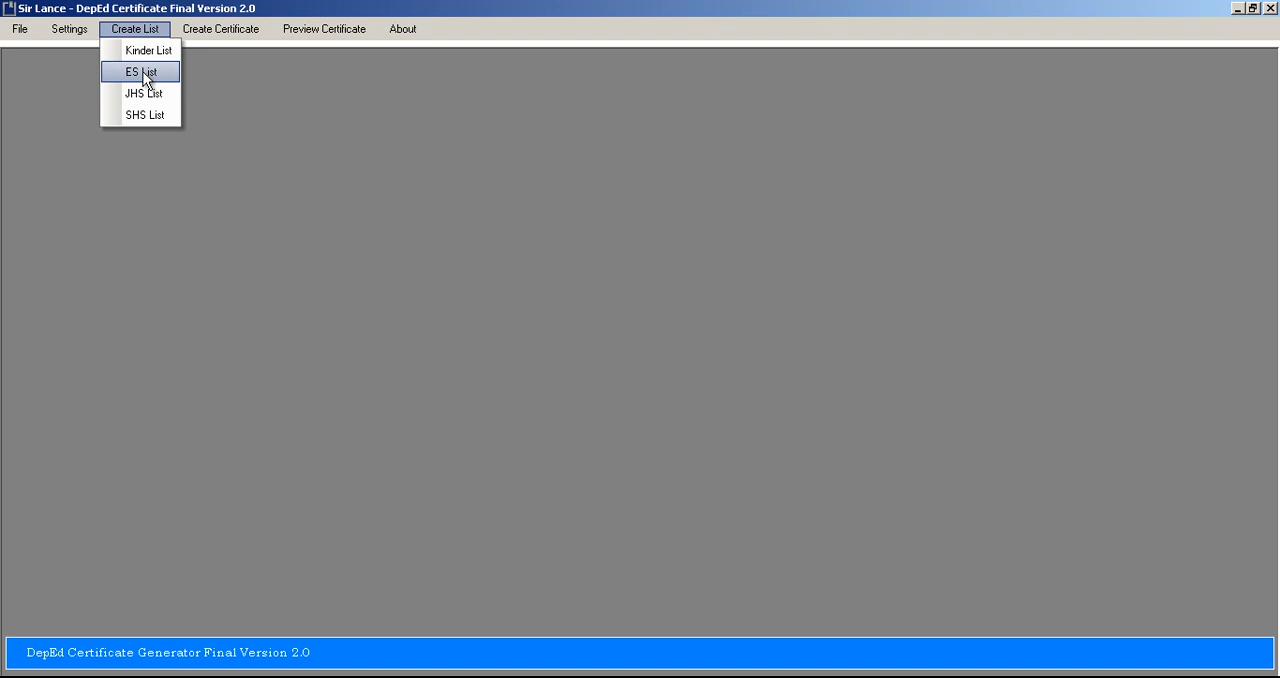 Sir Lance - DepEd Certificate Final Version 2.0
File Settings Create List Create Certificate Preview Certificate About
Kinder List
ES List
JHS List
SHS List
DepEd Certificate Generator Final Version 2.0